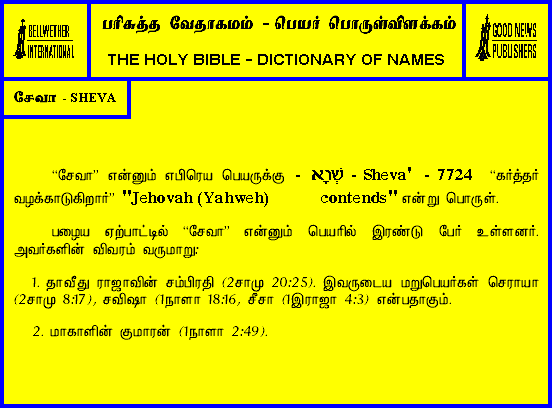 BELLWETHER
INTERNATIONAL
பரிசுத்த வேதாகமம் - பெயர் பொருள்விளக்கம்
THE HOLY BIBLE - DICTIONARY OF NAMES
GOOD NEWS
PUBLISHERS
சேவா - SHEVA
“சேவா” என்னும் எபிரெய பெயருக்கு - שְׁוָא - Sheva' - 7724 “கர்த்தர்
வழக்காடுகிறார்” "Jehovah (Yahweh) contends" என்று பொருள்.
பழைய ஏற்பாட்டில் “சேவா” என்னும் பெயரில் இரண்டு பேர் உள்ளனர்.
அவர்களின் விவரம் வருமாறு:
1. தாவீது ராஜாவின் சம்பிரதி (2சாமு 20:25). இவருடைய மறுபெயர்கள் செராயா
(2சாமு 8:17), சவிஷா (1நாளா 18:16, சீசா (1இராஜா 4:3) என்பதாகும்.
2. மாகாளின் குமாரன் (1நாளா 2:49).